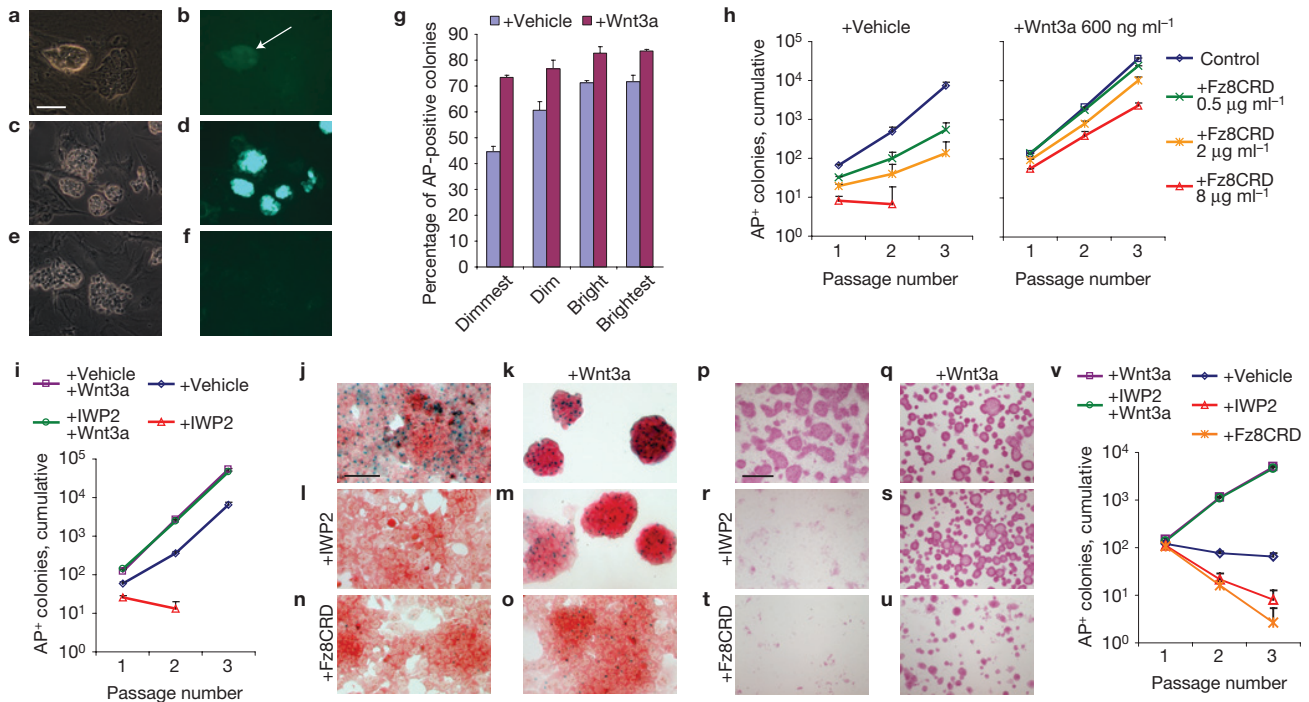 a
b
c
d
e
f
g
+Vehicle +Wnt3a
Percentage of AP-positive colonies
90
80
70
60
50
40
30
20
10
0
Dimmest
Dim
Bright
Brightest
h
+Vehicle
+Wnt3a 600 ng ml⁻¹
AP⁺ colonies, cumulative
10⁵
10⁴
10³
10²
10¹
10⁰
1 2 3
Passage number
1 2 3
Passage number
Control
+Fz8CRD
0.5 µg ml⁻¹
+Fz8CRD
2 µg ml⁻¹
+Fz8CRD
8 µg ml⁻¹
i
+Vehicle
+Wnt3a
+Vehicle
+IWP2
+Wnt3a
+IWP2
AP⁺ colonies, cumulative
10⁵
10⁴
10³
10²
10¹
10⁰
1 2 3
Passage number
j
k
+Wnt3a
l
+IWP2
m
n
+Fz8CRD
o
p
q
+Wnt3a
r
+IWP2
s
t
+Fz8CRD
u
v
+Wnt3a
+Vehicle
+IWP2
+Wnt3a
+IWP2
+Fz8CRD
AP⁺ colonies, cumulative
10⁴
10³
10²
10¹
10⁰
1 2 3
Passage number